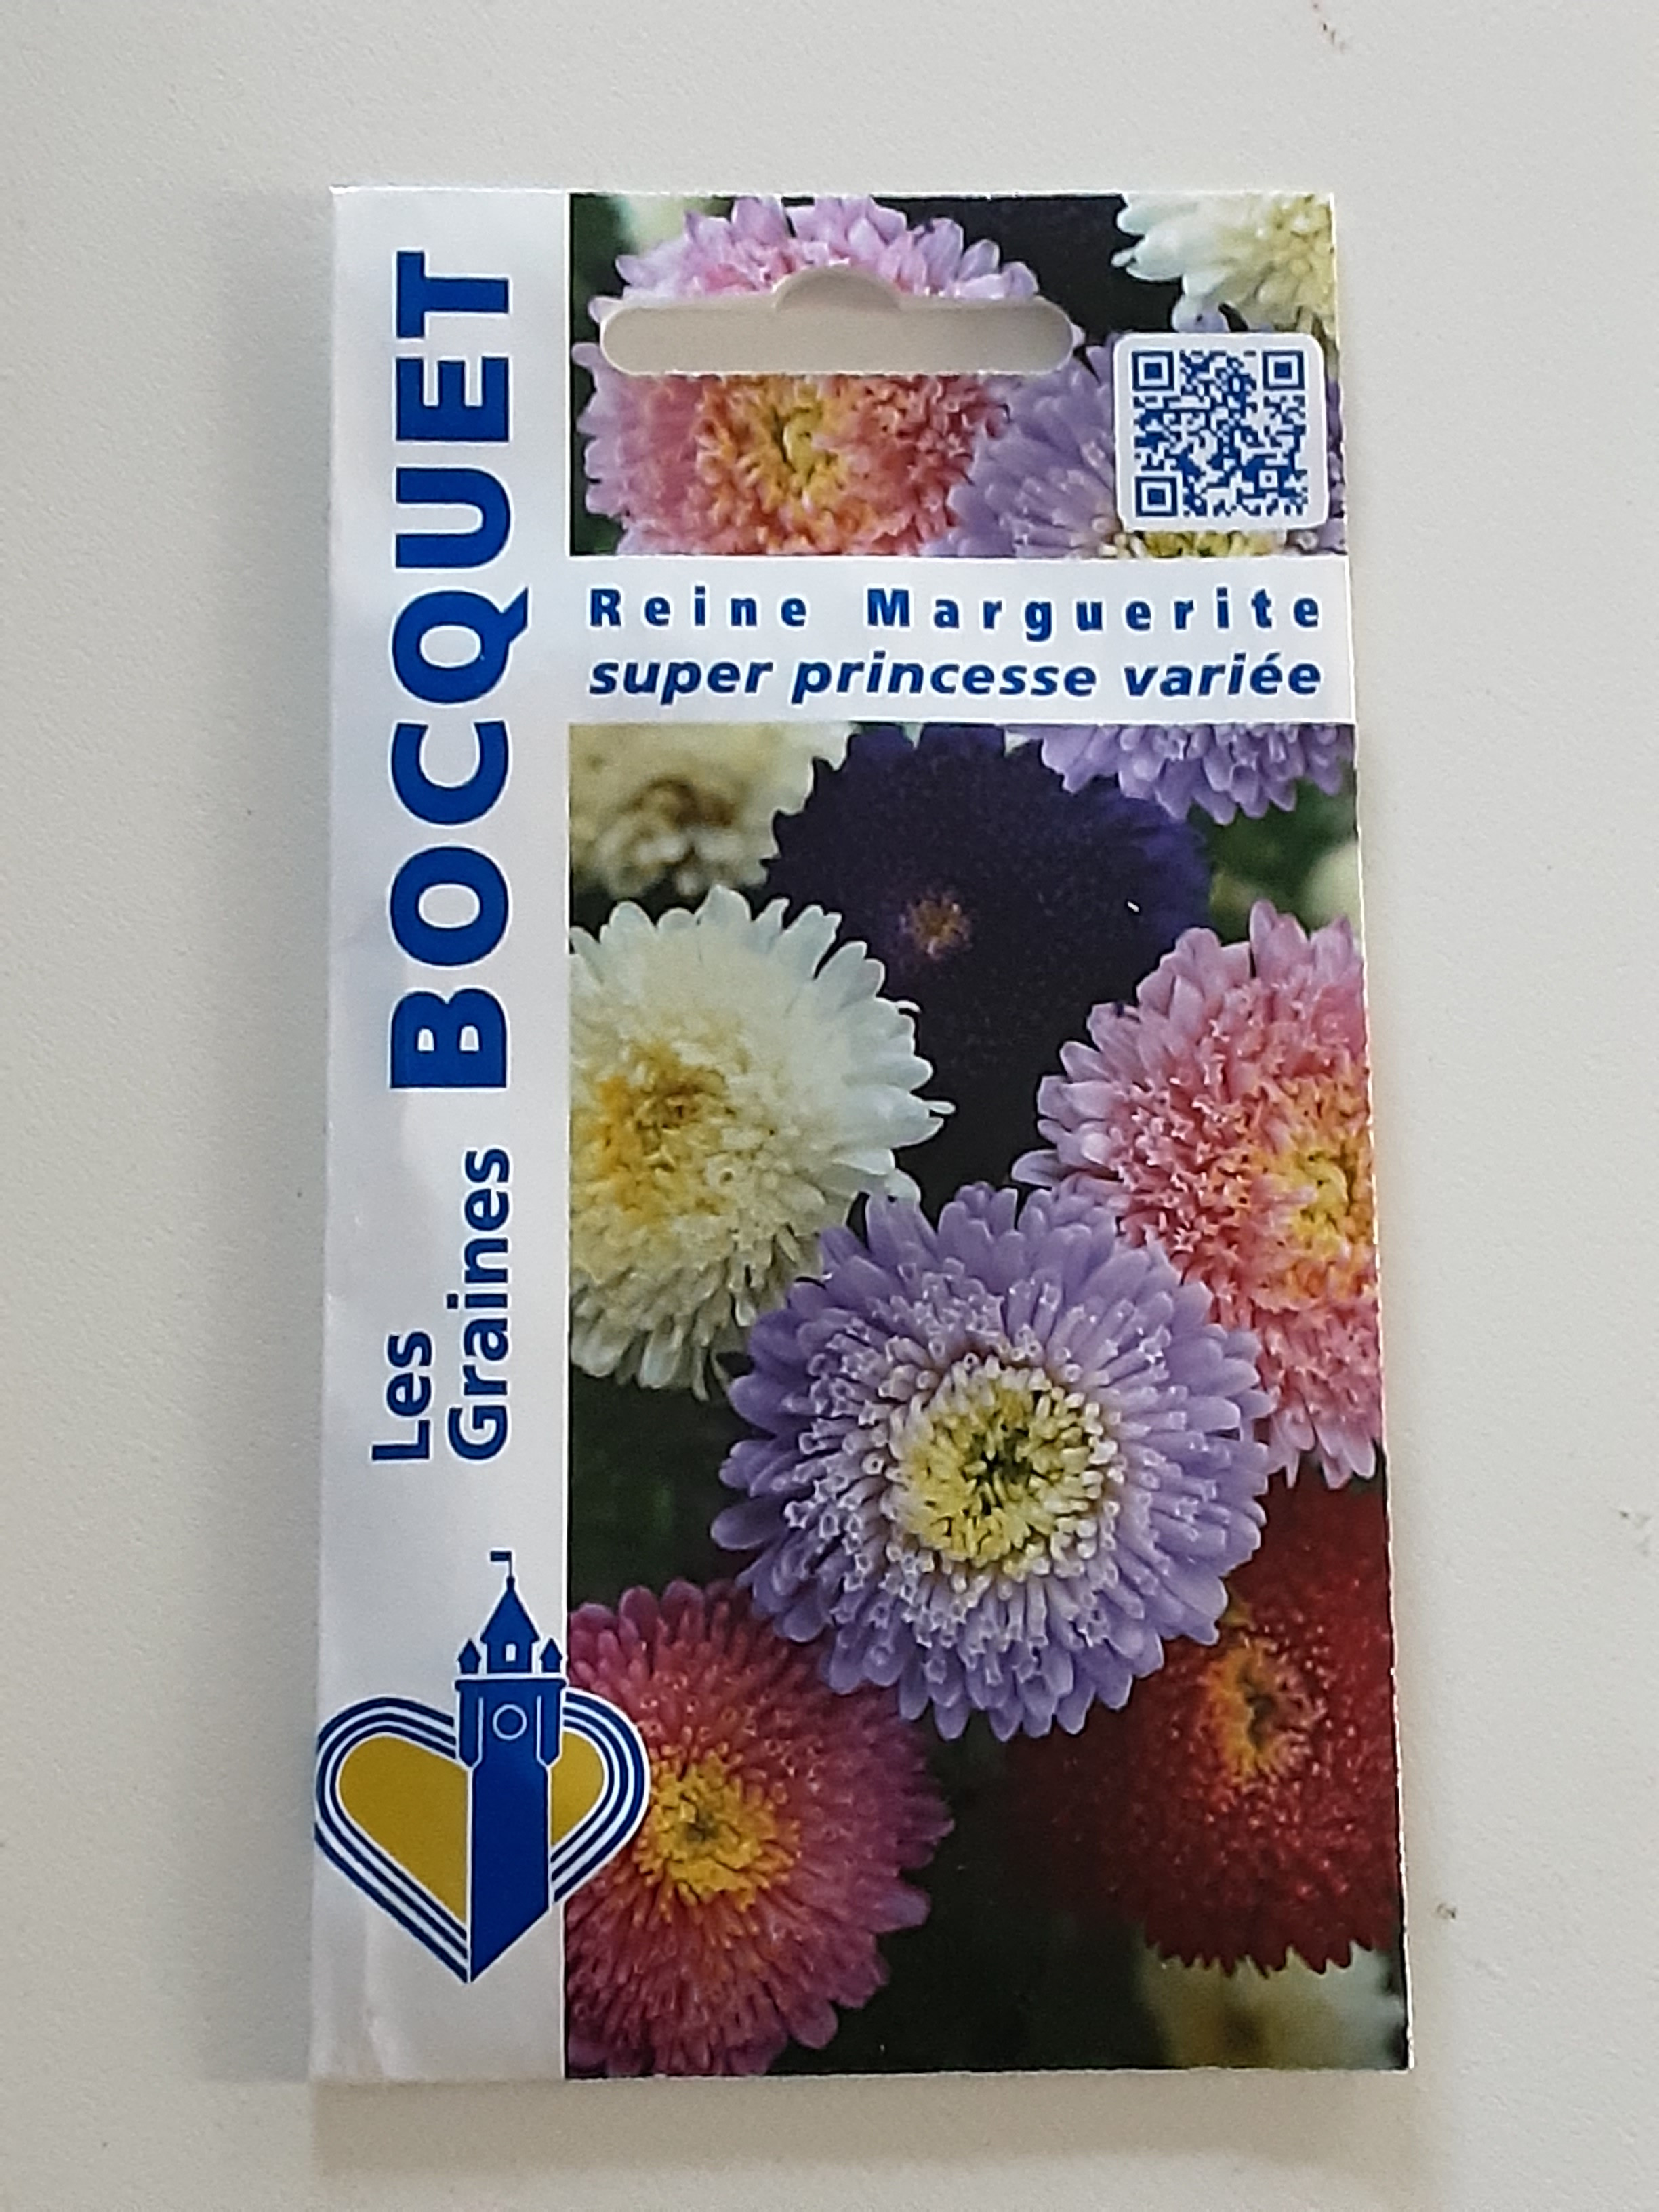 Les
Graines BOCQUET
Reine Marguerite
super princesse variée